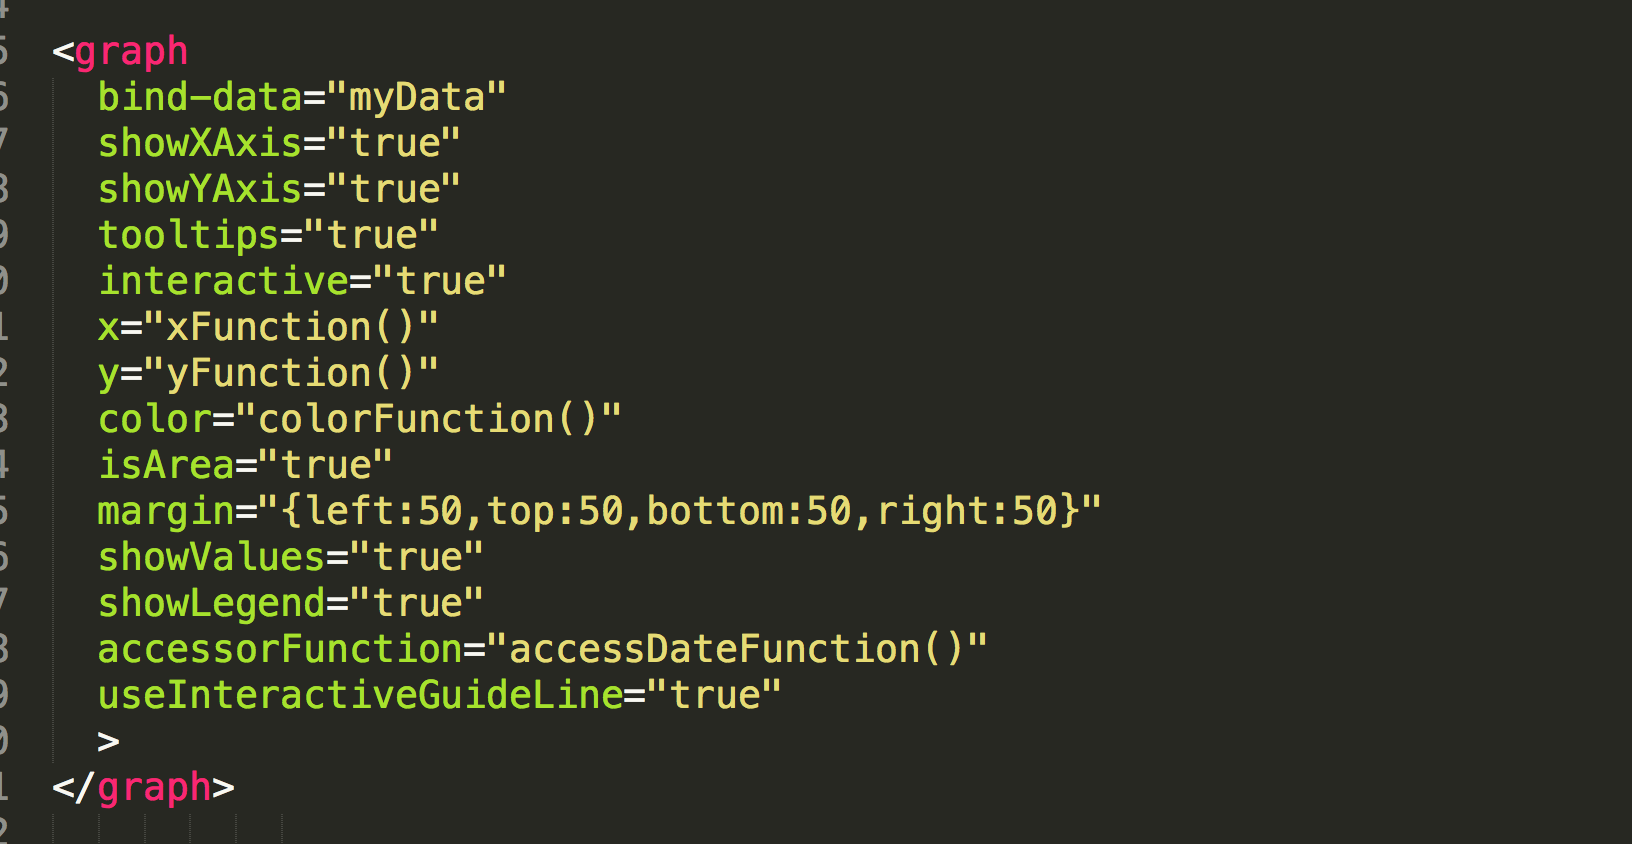 <graph
bind-data="myData"
showXAxis="true"
showYAxis="true"
tooltips="true"
interactive="true"
x="xFunction()"
y="yFunction()"
color="colorFunction()"
isArea="true"
margin="{left:50,top:50,bottom:50,right:50}"
showValues="true"
showLegend="true"
accessorFunction="accessDateFunction()"
useInteractiveGuideLine="true"
>
</graph>